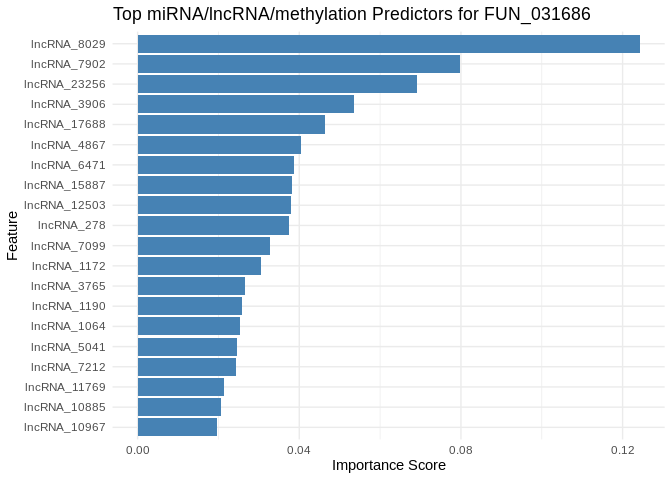 Top miRNA/lncRNA/methylation Predictors for FUN_031686
lncRNA_8029
lncRNA_7902
lncRNA_23256
lncRNA_3906
lncRNA_17688
lncRNA_4867
lncRNA_6471
lncRNA_15887
lncRNA_12503
lncRNA_278
lncRNA_7099
lncRNA_1172
lncRNA_3765
lncRNA_1190
lncRNA_1064
lncRNA_5041
lncRNA_7212
lncRNA_11769
lncRNA_10885
lncRNA_10967
Feature
0.00 0.04 0.08 0.12
Importance Score